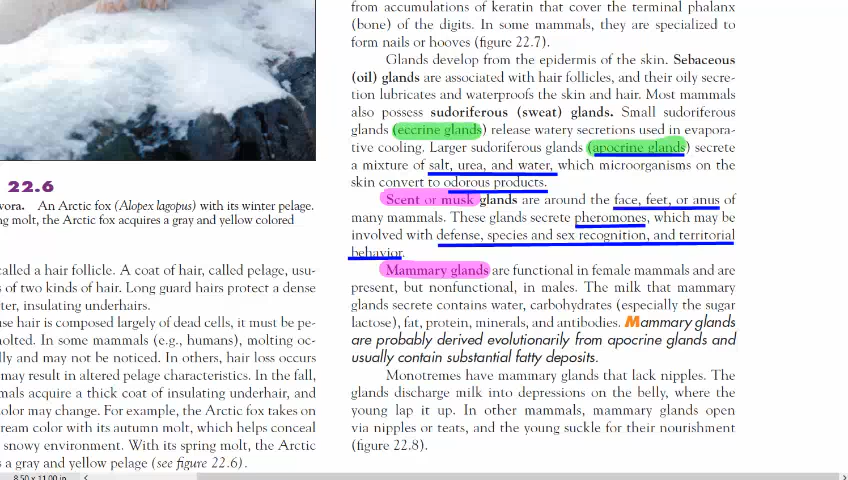 22.6
vora. An Arctic fox (Alopex lagopus) with its winter pelage.
ng molt, the Arctic fox acquires a gray and yellow colored
called a hair follicle. A coat of hair, called pelage, usu-
s of two kinds of hair. Long guard hairs protect a dense
ter, insulating underhairs.
use hair is composed largely of dead cells, it must be pe-
nolted. In some mammals (e.g., humans), molting oc-
lly and may not be noticed. In others, hair loss occurs
may result in altered pelage characteristics. In the fall,
mals acquire a thick coat of insulating underhair, and
olor may change. For example, the Arctic fox takes on
ream color with its autumn molt, which helps conceal
snowy environment. With its spring molt, the Arctic
s a gray and yellow pelage (see figure 22.6).
from accumulations of keratin that cover the terminal phalanx
(bone) of the digits. In some mammals, they are specialized to
form nails or hooves (figure 22.7).
Glands develop from the epidermis of the skin. Sebaceous
(oil) glands are associated with hair follicles, and their oily secre-
tion lubricates and waterproofs the skin and hair. Most mammals
also possess sudoriferous (sweat) glands. Small sudoriferous
glands (eccrine glands) release watery secretions used in evapora-
tive cooling. Larger sudoriferous glands (apocrine glands) secrete
a mixture of salt, urea, and water, which microorganisms on the
skin convert to odorous products.
Scent or musk glands are around the face, feet, or anus of
many mammals. These glands secrete pheromones, which may be
involved with defense, species and sex recognition, and territorial
behavior.
Mammary glands are functional in female mammals and are
present, but nonfunctional, in males. The milk that mammary
glands secrete contains water, carbohydrates (especially the sugar
lactose), fat, protein, minerals, and antibodies. Mammary glands
are probably derived evolutionarily from apocrine glands and
usually contain substantial fatty deposits.
Monotremes have mammary glands that lack nipples. The
glands discharge milk into depressions on the belly, where the
young lap it up. In other mammals, mammary glands open
via nipples or teats, and the young suckle for their nourishment
(figure 22.8).
8.50 x 11.00 in